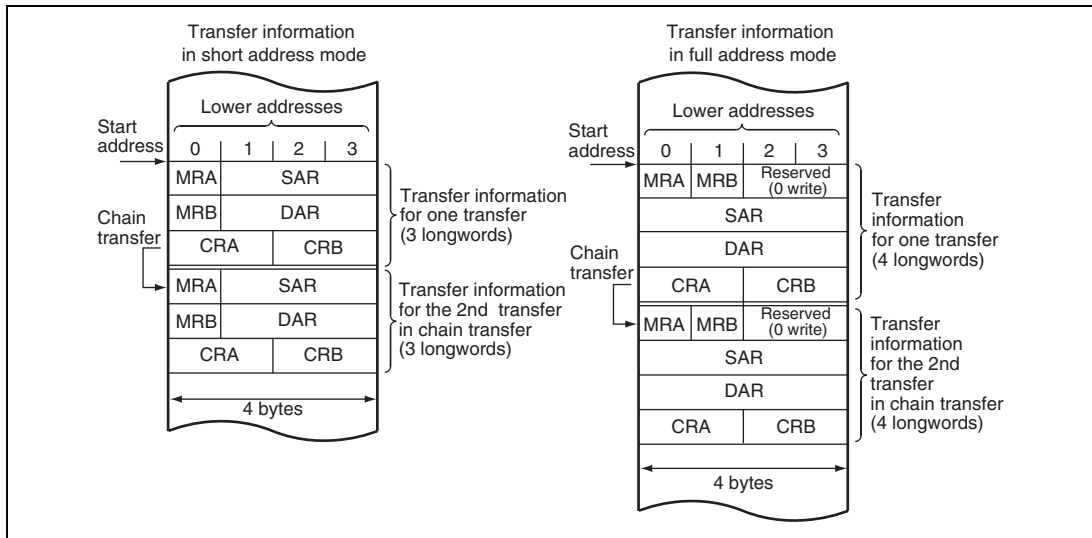 Transfer information
in short address mode
Lower addresses
Start
address
0 1 2 3
MRA SAR
MRB DAR
CRA CRB
Transfer information
for one transfer
(3 longwords)
Chain
transfer
MRA SAR
MRB DAR
CRA CRB
Transfer information
for the 2nd transfer
in chain transfer
(3 longwords)
4 bytes
Transfer information
in full address mode
Lower addresses
Start
address
0 1 2 3
MRA MRB Reserved
(0 write)
SAR
DAR
CRA CRB
Transfer
information
for one transfer
(4 longwords)
Chain
transfer
MRA MRB Reserved
(0 write)
SAR
DAR
CRA CRB
Transfer
information
for the 2nd
transfer
in chain transfer
(4 longwords)
4 bytes